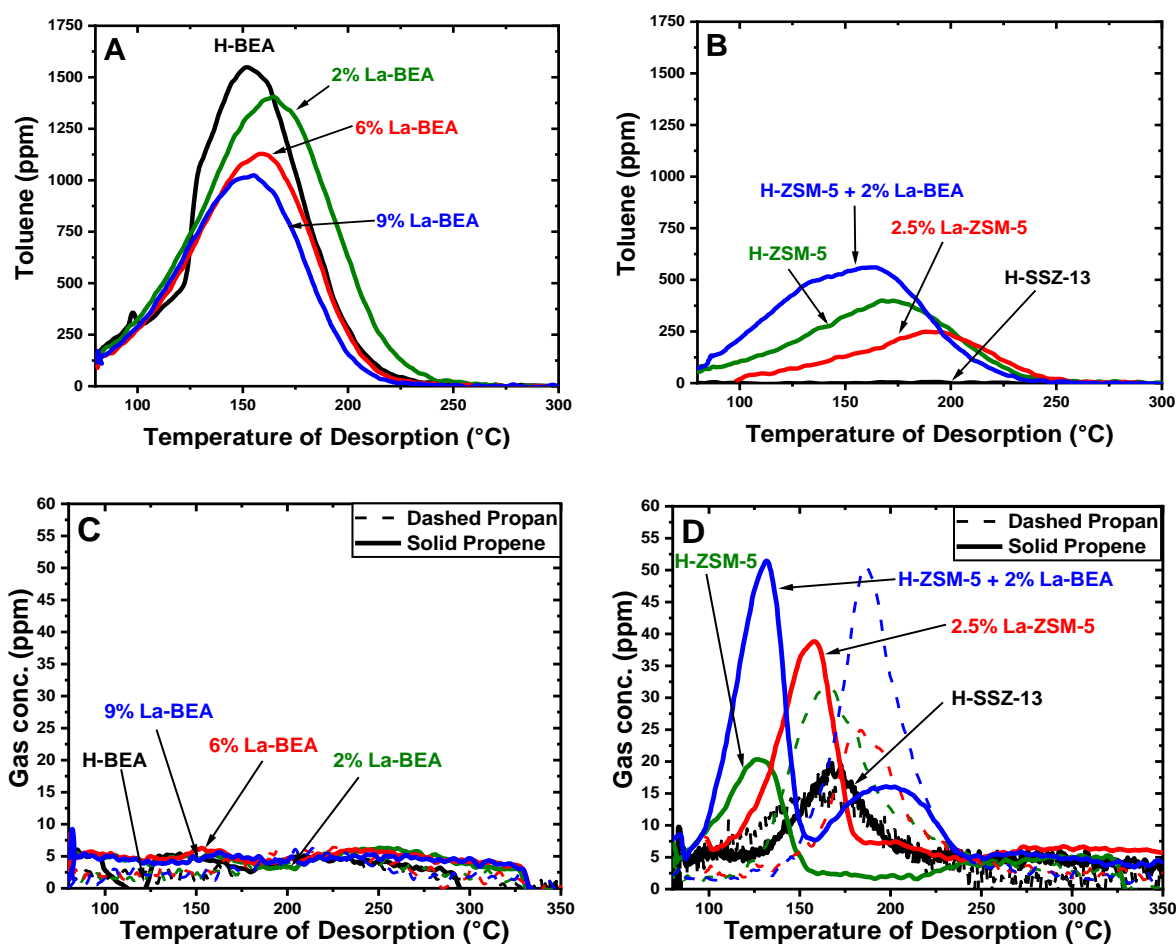 A
H-BEA
2% La-BEA
6% La-BEA
9% La-BEA
1750
1500
1250
1000
750
500
250
0
Toluene (ppm)
100 150 200 250 300
Temperature of Desorption (°C)
B
H-ZSM-5 + 2% La-BEA
2.5% La-ZSM-5
H-ZSM-5
H-SSZ-13
1750
1500
1250
1000
750
500
250
0
Toluene (ppm)
100 150 200 250 300
Temperature of Desorption (°C)
C
Dashed Propan
Solid Propene
9% La-BEA
6% La-BEA
H-BEA
2% La-BEA
60
55
50
45
40
35
30
25
20
15
10
5
0
Gas conc. (ppm)
100 150 200 250 300 350
Temperature of Desorption (°C)
D
Dashed Propan
Solid Propene
H-ZSM-5
H-ZSM-5 + 2% La-BEA
2.5% La-ZSM-5
H-SSZ-13
60
55
50
45
40
35
30
25
20
15
10
5
0
Gas conc. (ppm)
100 150 200 250 300 350
Temperature of Desorption (°C)